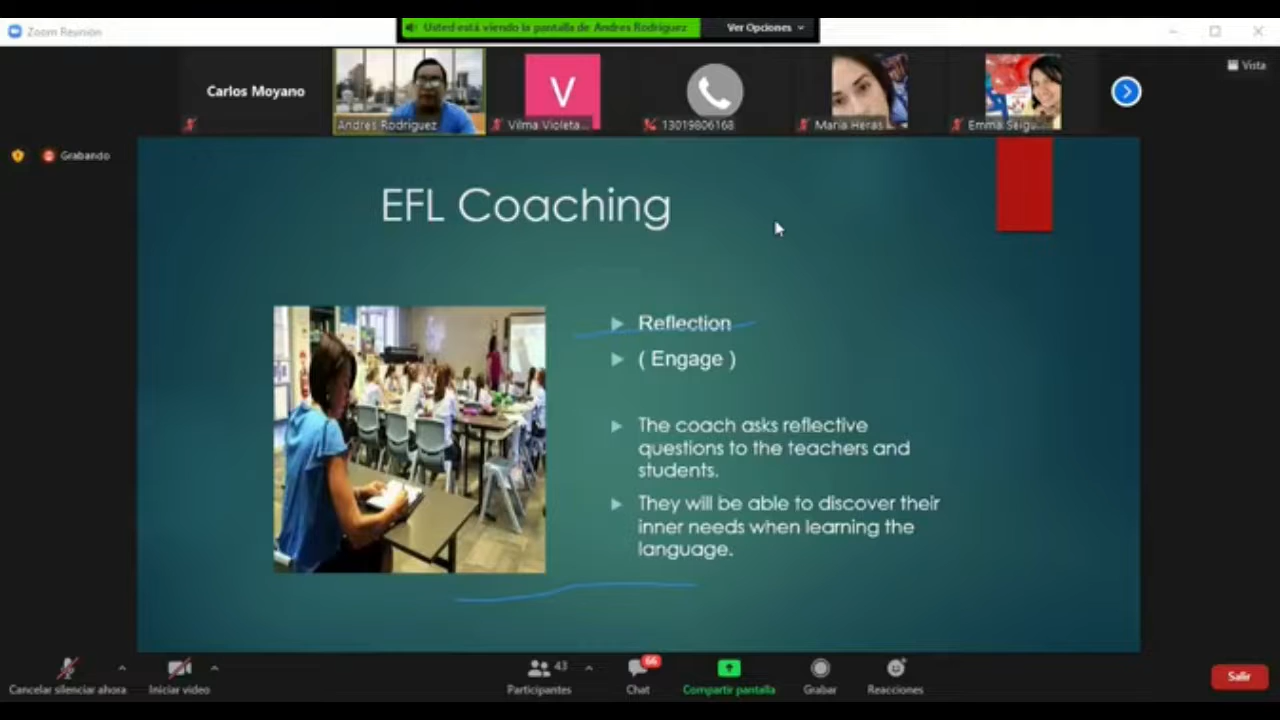 Zoom Reunión
Usted está viendo la pantalla de Andres Rodriguez
Ver Opciones
Vista
Carlos Moyano
V
Andres Rodriguez
Vilma Violeta...
13019806168
Maria Heras
Emma Seigu...
Grabando
EFL Coaching
Reflection
( Engage )
The coach asks reflective
questions to the teachers and
students.
They will be able to discover their
inner needs when learning the
language.
Cancelar silenciar ahora
Iniciar video
43
Participantes
66
Chat
Compartir pantalla
Grabar
Reacciones
Salir